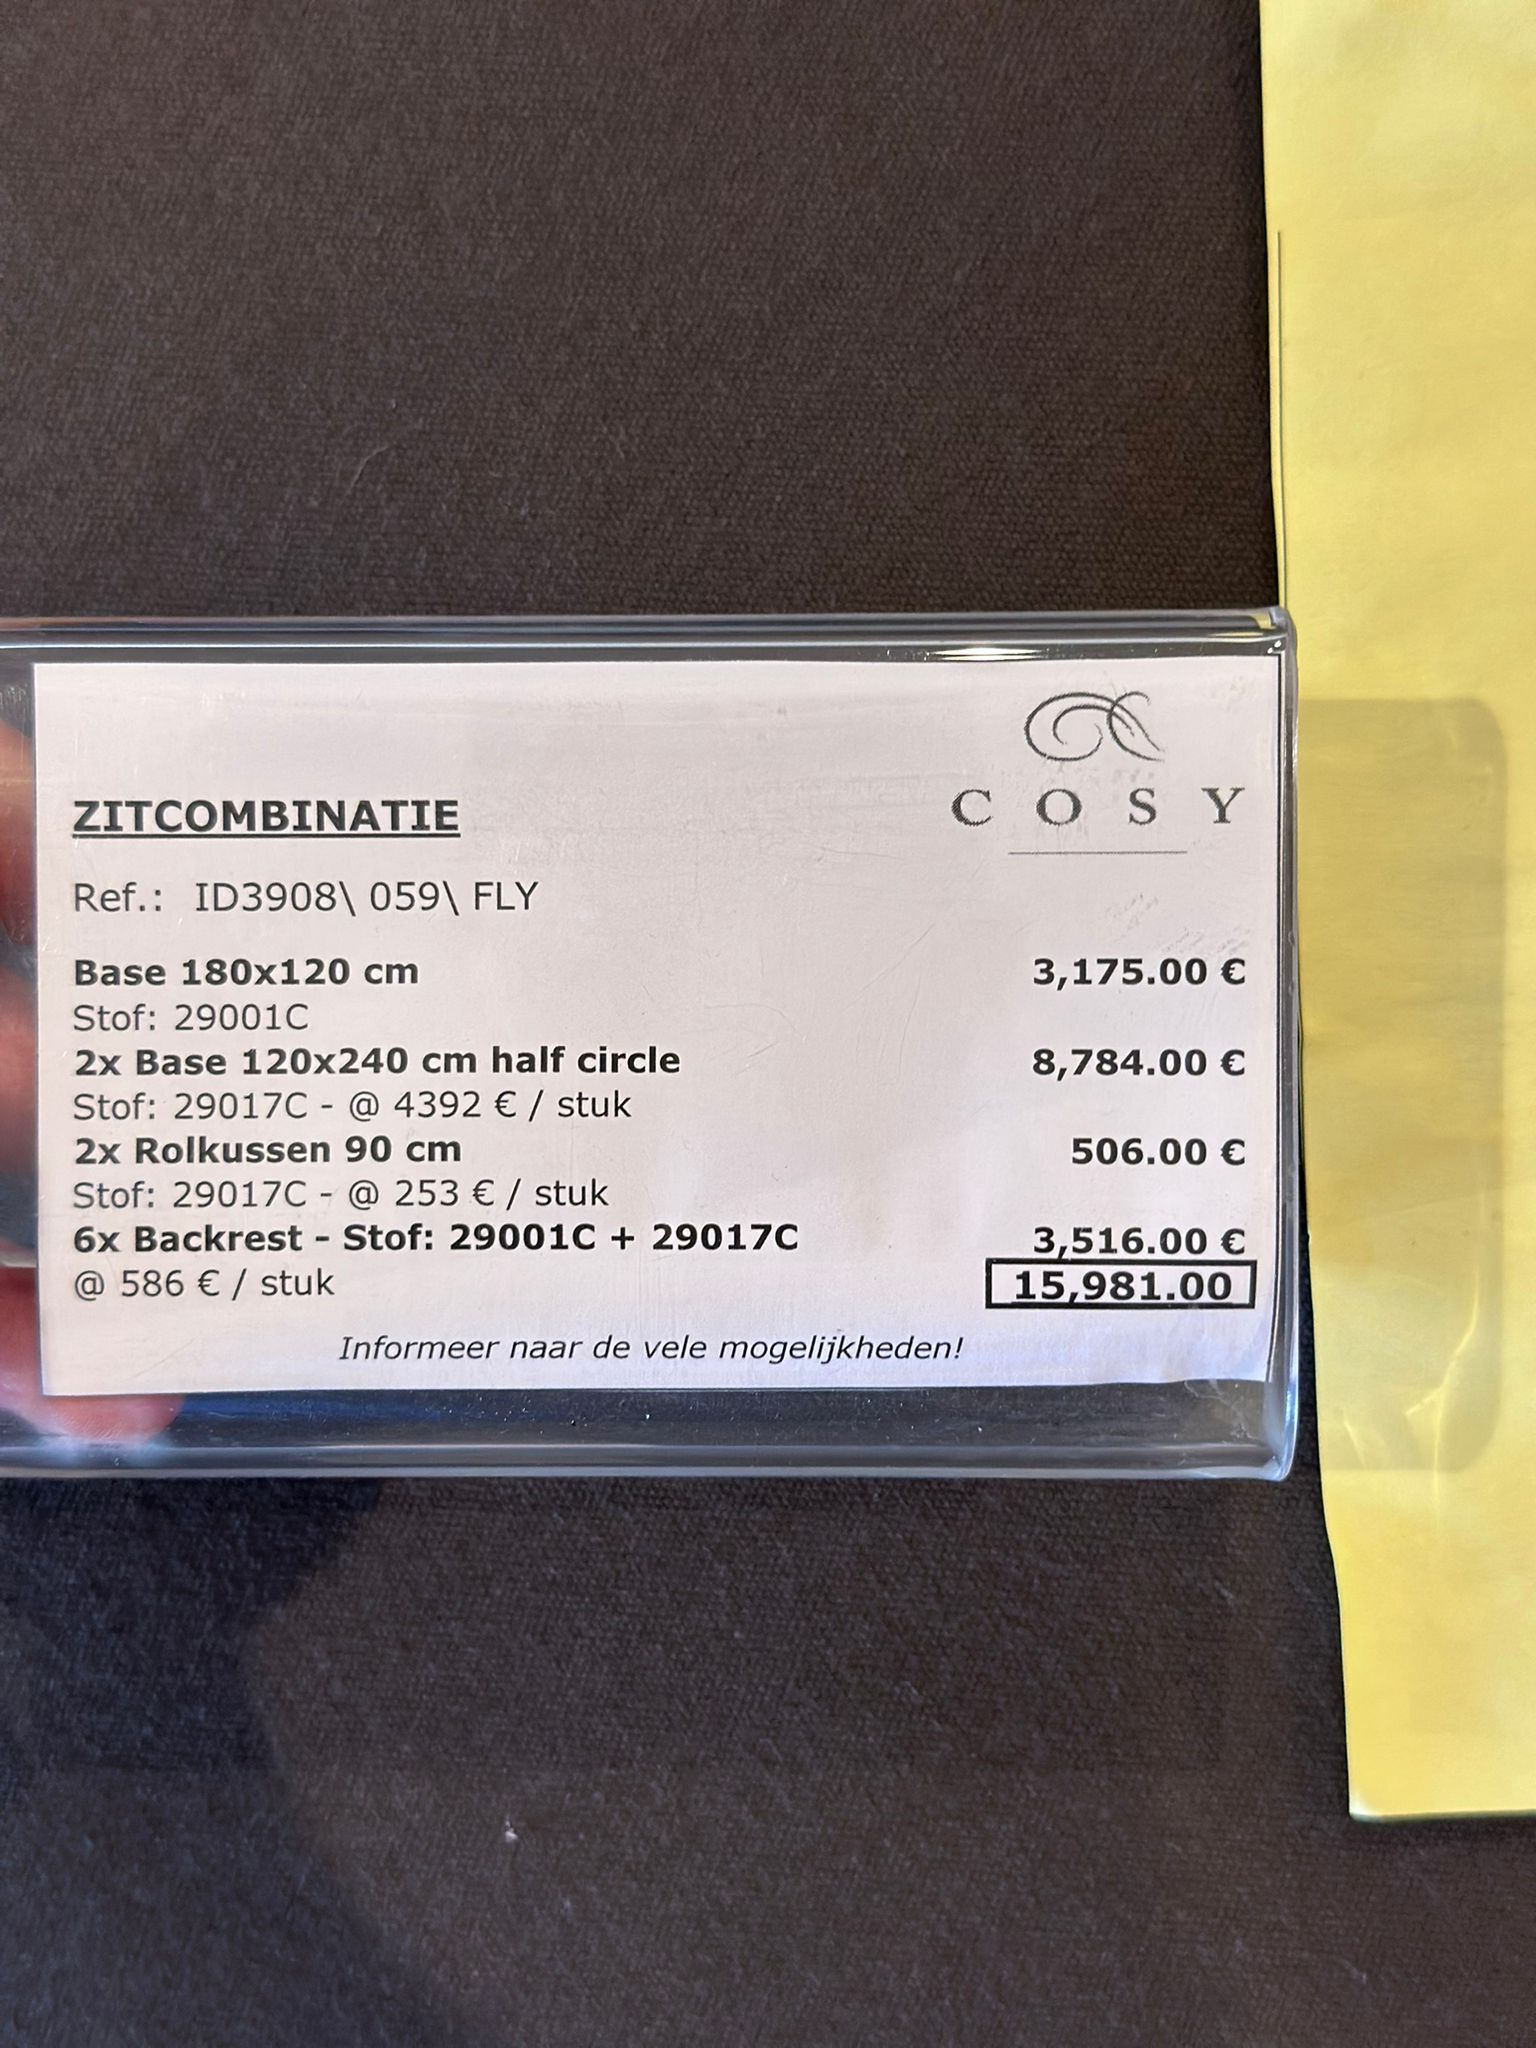 COSY
ZITCOMBINATIE
Ref.: ID3908\ 059\ FLY
Base 180x120 cm 3,175.00 €
Stof: 29001C
2x Base 120x240 cm half circle 8,784.00 €
Stof: 29017C - @ 4392 € / stuk
2x Rolkussen 90 cm 506.00 €
Stof: 29017C - @ 253 € / stuk
6x Backrest - Stof: 29001C + 29017C 3,516.00 €
@ 586 € / stuk 15,981.00
Informeer naar de vele mogelijkheden!